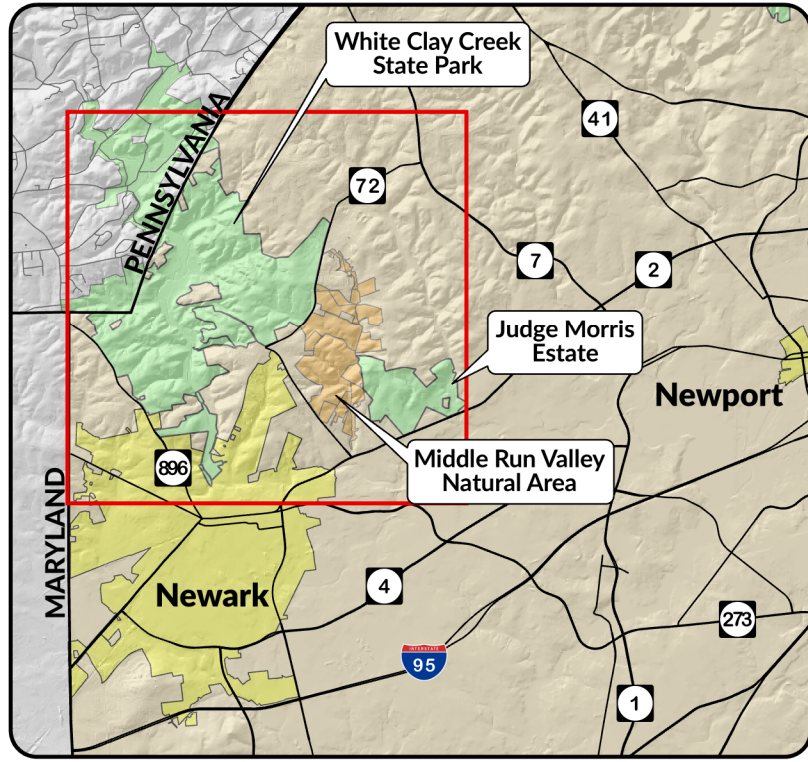 White Clay Creek
State Park
41
PENNSYLVANIA
72
7
2
Judge Morris
Estate
Newport
Middle Run Valley
Natural Area
896
MARYLAND
Newark
4
273
INTERSTATE
95
1